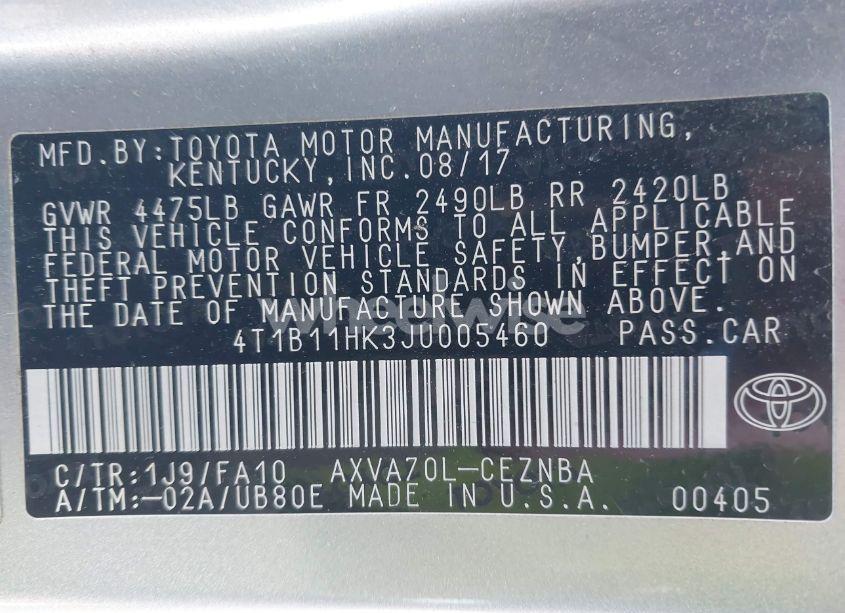 MFD.BY:TOYOTA MOTOR MANUFACTURING,
KENTUCKY,INC.08/17
GVWR 4475LB GAWR FR 2490LB RR 2420LB
THIS VEHICLE CONFORMS TO ALL APPLICABLE
FEDERAL MOTOR VEHICLE SAFETY,BUMPER,AND
THEFT PREVENTION STANDARDS IN EFFECT ON
THE DATE OF MANUFACTURE SHOWN ABOVE.
wheewise
4T1B11HK3JU005460 PASS.CAR
C/TR:1J9/FA10 AXVA70L-CEZNBA
A/TM:-02A/UB80E MADE IN U.S.A. 00405